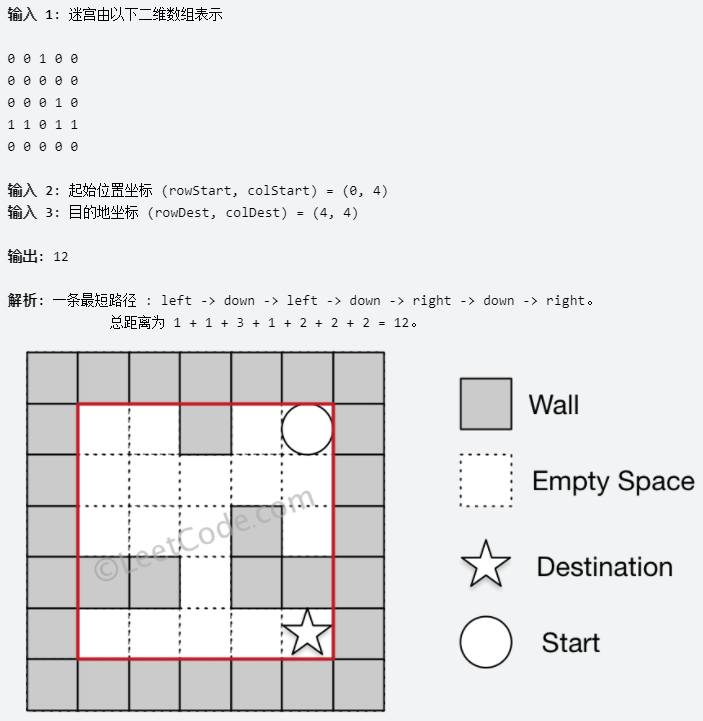 输入 1: 迷宫由以下二维数组表示
0 0 1 0 0
0 0 0 0 0
0 0 0 1 0
1 1 0 1 1
0 0 0 0 0
输入 2: 起始位置坐标 (rowStart, colStart) = (0, 4)
输入 3: 目的地坐标 (rowDest, colDest) = (4, 4)
输出: 12
解析: 一条最短路径 : left -> down -> left -> down -> right -> down -> right。
总距离为 1 + 1 + 3 + 1 + 2 + 2 + 2 = 12。
Wall
Empty Space
©LeetCode.com
Destination
Start